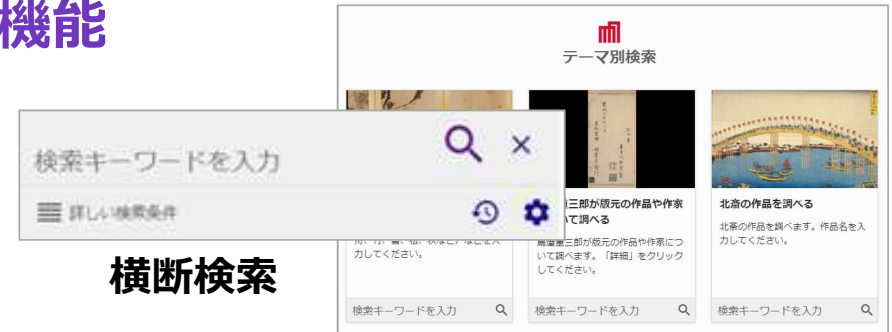 機能
テーマ別検索
検索キーワードを入力
詳しい検索条件
横断検索
力してください。
三郎が版元の作品や作家
いて調べる
蔦屋重三郎が版元の作品や作家につ
いて調べます。「詳細」をクリック
してください。
北斎の作品を調べる
北斎の作品を調べます。作品名を入
力してください。
検索キーワードを入力
検索キーワードを入力
検索キーワードを入力